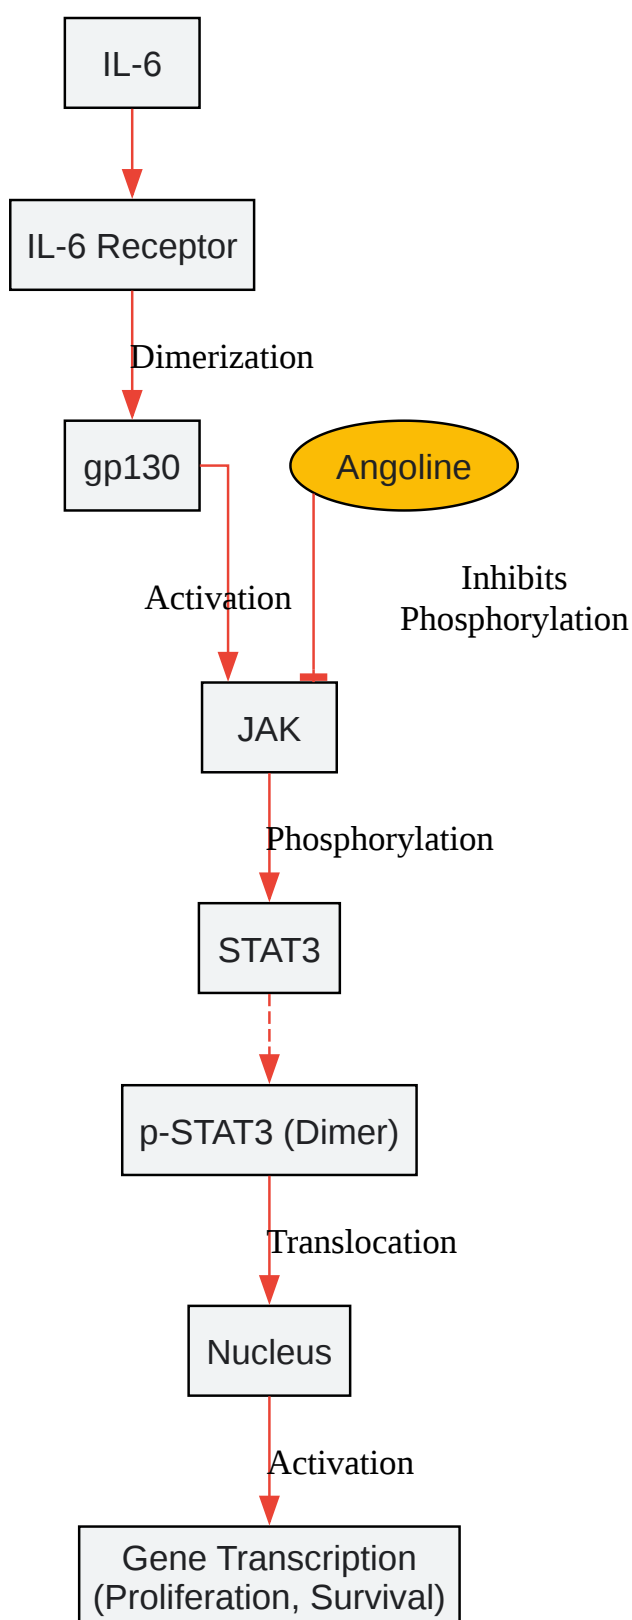 IL-6
IL-6 Receptor
Dimerization
gp130
Angoline
Activation
Inhibits
Phosphorylation
JAK
Phosphorylation
STAT3
p-STAT3 (Dimer)
Translocation
Nucleus
Activation
Gene Transcription
(Proliferation, Survival)